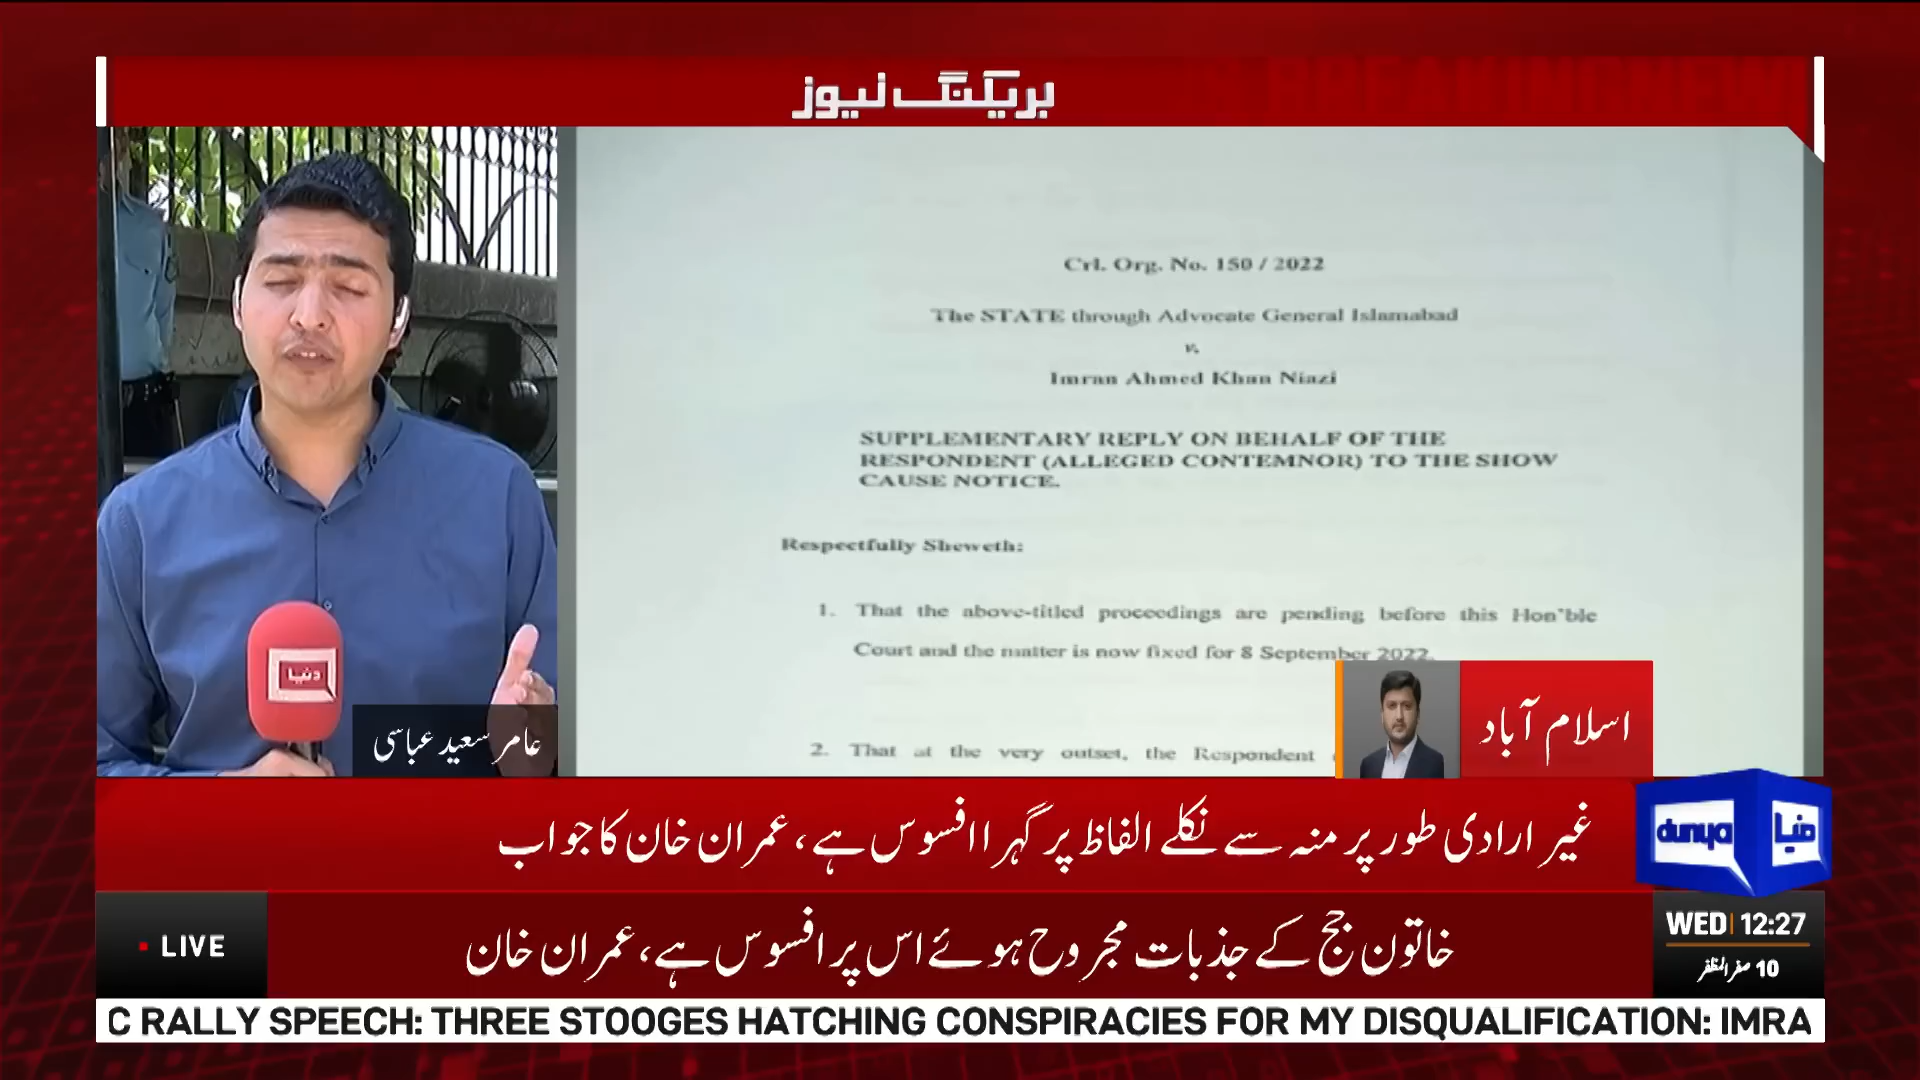 بریکنگ نیوز
Crl. Org. No. 150 / 2022
The STATE through Advocate General Islamabad
v.
Imran Ahmed Khan Niazi
SUPPLEMENTARY REPLY ON BEHALF OF THE
RESPONDENT (ALLEGED CONTEMNOR) TO THE SHOW
CAUSE NOTICE.
Respectfully Sheweth:
1. That the above-titled proceedings are pending before this Hon'ble
Court and the matter is now fixed for 8 September 2022.
2. That at the very outset, the Respondent
دنیا
عامر سعید عباسی
اسلام آباد
غیر ارادی طور پر منہ سے نکلے الفاظ پر گہرا افسوس ہے، عمران خان کا جواب
dunya دنیا
LIVE
خاتون جج کے جذبات مجروح ہوئے اس پر افسوس ہے، عمران خان
WED 12:27
10 صفر المظفر
C RALLY SPEECH: THREE STOOGES HATCHING CONSPIRACIES FOR MY DISQUALIFICATION: IMRA